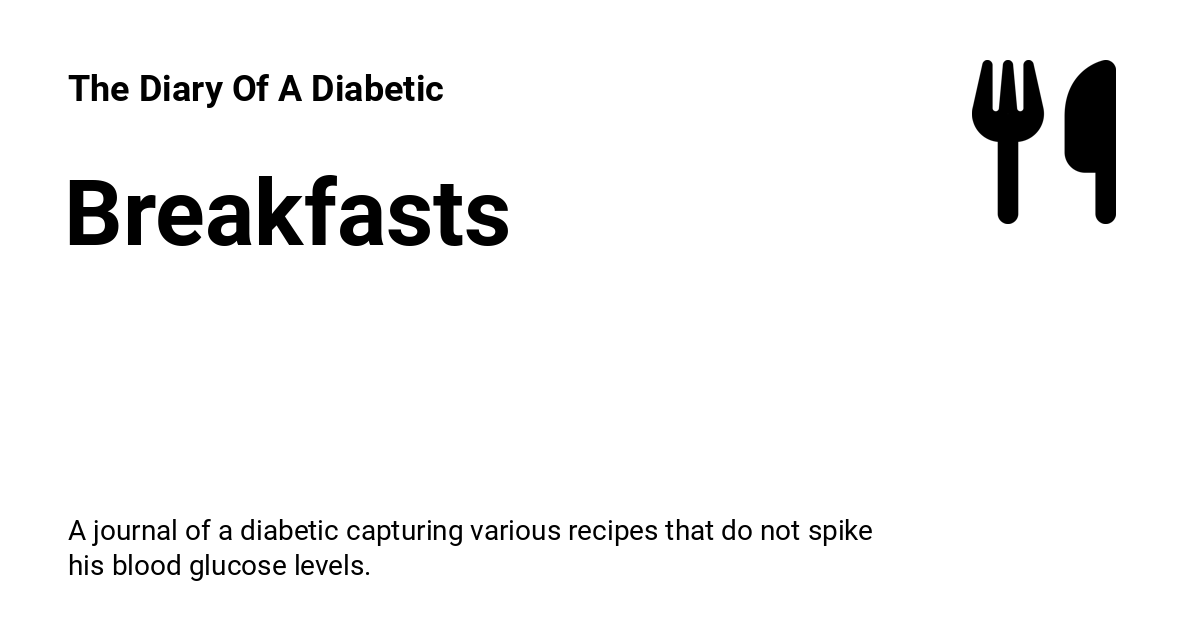 The Diary Of A Diabetic
Breakfasts
A journal of a diabetic capturing various recipes that do not spike
his blood glucose levels.